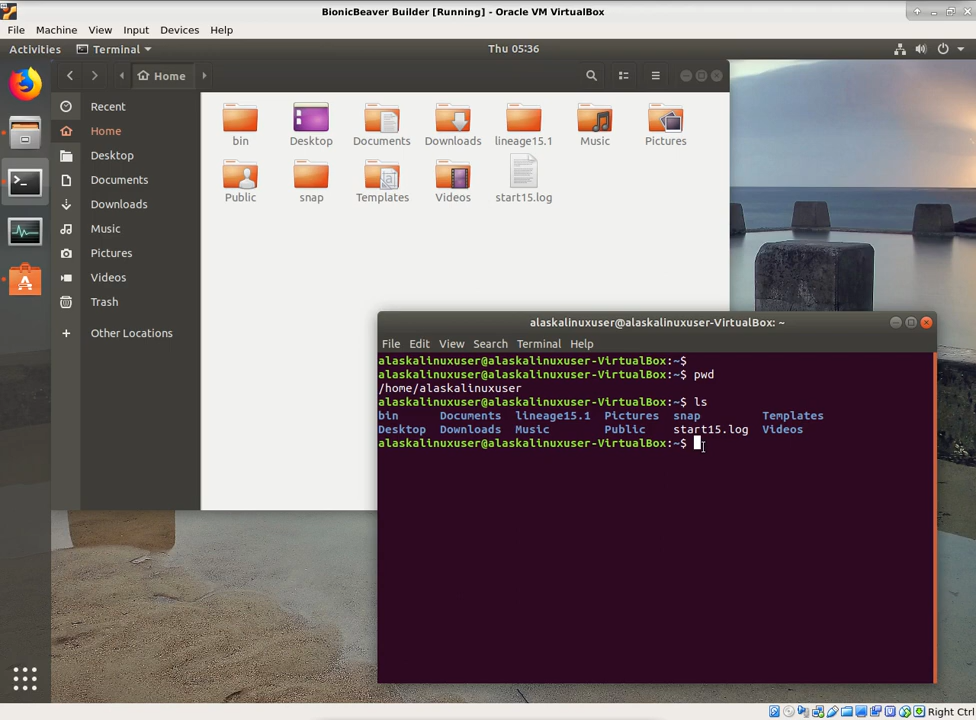 BionicBeaver Builder [Running] - Oracle VM VirtualBox
File Machine View Input Devices Help
Activities Terminal Thu 05:36
Home
Recent
Home
Desktop
Documents
Downloads
Music
Pictures
Videos
Trash
+ Other Locations
bin Desktop Documents Downloads lineage15.1 Music Pictures
Public snap Templates Videos start15.log
alaskalinuxuser@alaskalinuxuser-VirtualBox: ~
File Edit View Search Terminal Help
alaskalinuxuser@alaskalinuxuser-VirtualBox:~$
alaskalinuxuser@alaskalinuxuser-VirtualBox:~$ pwd
/home/alaskalinuxuser
alaskalinuxuser@alaskalinuxuser-VirtualBox:~$ ls
bin Documents lineage15.1 Pictures snap Templates
Desktop Downloads Music Public start15.log Videos
alaskalinuxuser@alaskalinuxuser-VirtualBox:~$
Right Ctrl